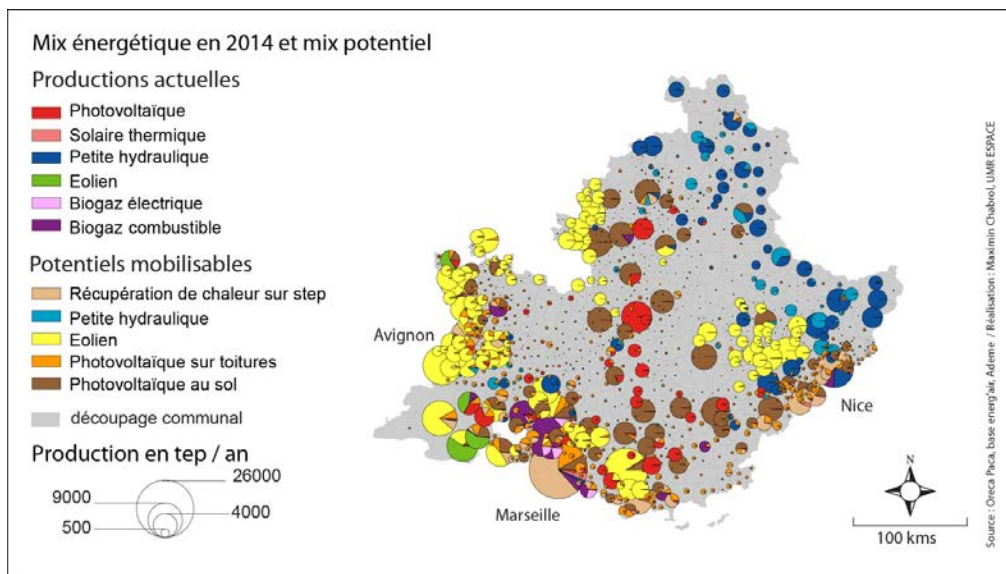 Mix énergétique en 2014 et mix potentiel
Productions actuelles
Photovoltaïque
Solaire thermique
Petite hydraulique
Eolien
Biogaz électrique
Biogaz combustible
Potentiels mobilisables
Récupération de chaleur sur step
Petite hydraulique
Eolien
Photovoltaïque sur toitures
Photovoltaïque au sol
découpage communal
Production en tep / an
26000
9000
4000
500
Avignon
Marseille
Nice
N
100 kms
Source : Oreca Paca, base energ'air, Ademe / Réalisation : Maximin Chabrol, UMR ESPACE